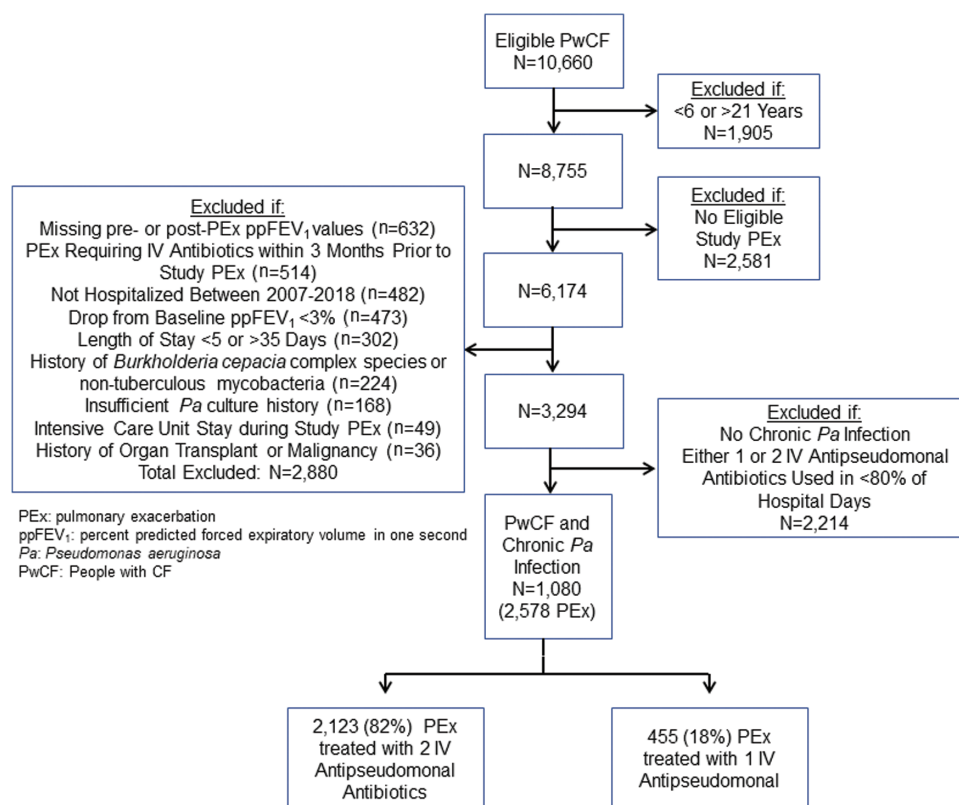 Eligible PwCF
N=10,660
Excluded if:
<6 or >21 Years
N=1,905
N=8,755
Excluded if:
No Eligible
Study PEx
N=2,581
N=6,174
Excluded if:
Missing pre- or post-PEx ppFEV₁ values (n=632)
PEx Requiring IV Antibiotics within 3 Months Prior to
Study PEx (n=514)
Not Hospitalized Between 2007-2018 (n=482)
Drop from Baseline ppFEV₁ <3% (n=473)
Length of Stay <5 or >35 Days (n=302)
History of Burkholderia cepacia complex species or
non-tuberculous mycobacteria (n=224)
Insufficient Pa culture history (n=168)
Intensive Care Unit Stay during Study PEx (n=49)
History of Organ Transplant or Malignancy (n=36)
Total Excluded: N=2,880
N=3,294
Excluded if:
No Chronic Pa Infection
Either 1 or 2 IV Antipseudomonal
Antibiotics Used in <80% of
Hospital Days
N=2,214
PEx: pulmonary exacerbation
ppFEV₁: percent predicted forced expiratory volume in one second
Pa: Pseudomonas aeruginosa
PwCF: People with CF
PwCF and
Chronic Pa
Infection
N=1,080
(2,578 PEx)
2,123 (82%) PEx
treated with 2 IV
Antipseudomonal
Antibiotics
455 (18%) PEx
treated with 1 IV
Antipseudomonal